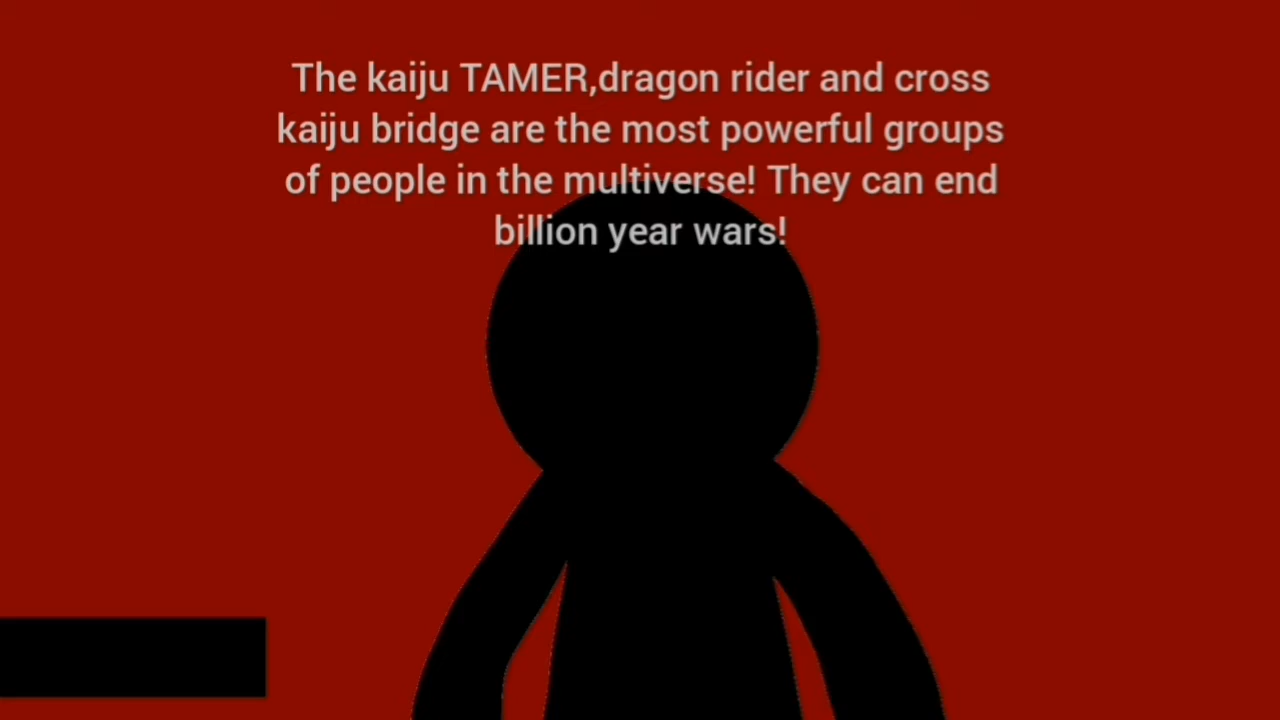 The kaiju TAMER,dragon rider and cross
kaiju bridge are the most powerful groups
of people in the multiverse! They can end
billion year wars!